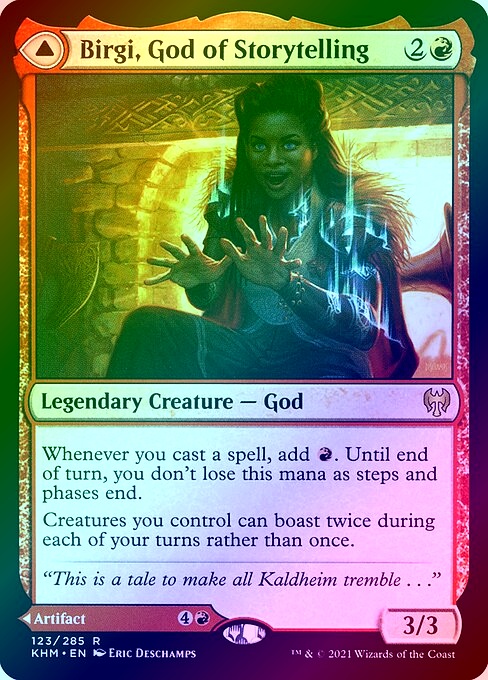 Birgi, God of Storytelling 2
Legendary Creature — God
Whenever you cast a spell, add . Until end
of turn, you don't lose this mana as steps and
phases end.
Creatures you control can boast twice during
each of your turns rather than once.
"This is a tale to make all Kaldheim tremble . . ."
Artifact 4
3/3
123/285 R
KHM • EN Eric Deschamps
™ & © 2021 Wizards of the Coast